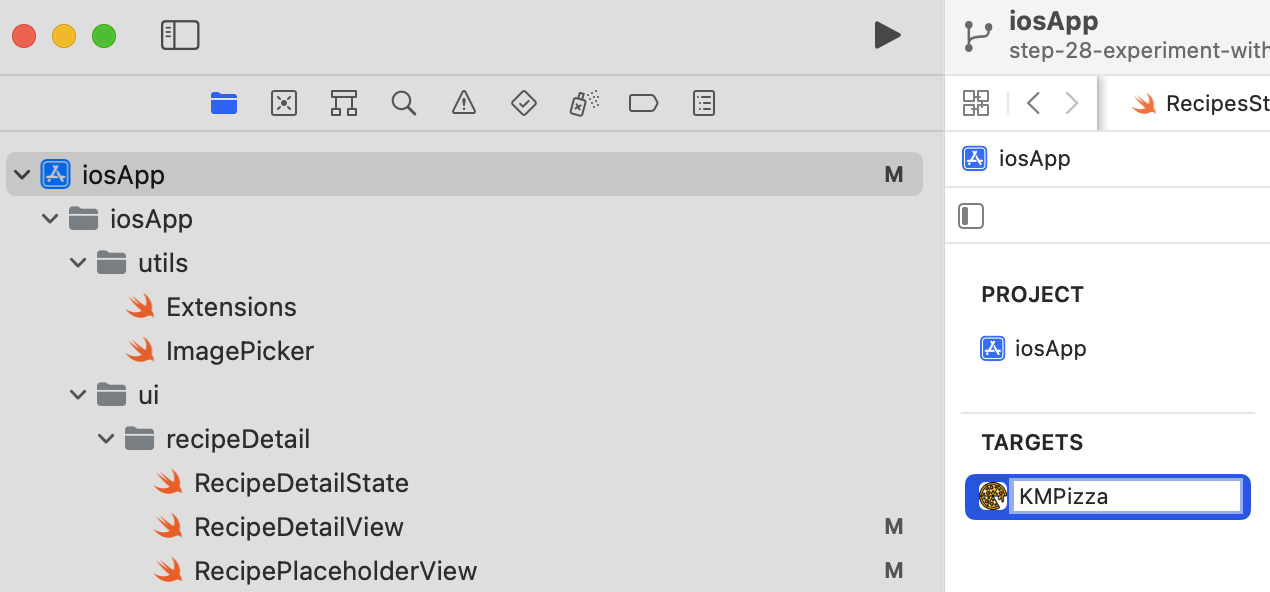 iosApp
step-28-experiment-with
RecipesSt
iosApp M
iosApp
utils
Extensions
ImagePicker
ui
recipeDetail
RecipeDetailState
RecipeDetailView M
RecipePlaceholderView M
iosApp
PROJECT
iosApp
TARGETS
KMPizza